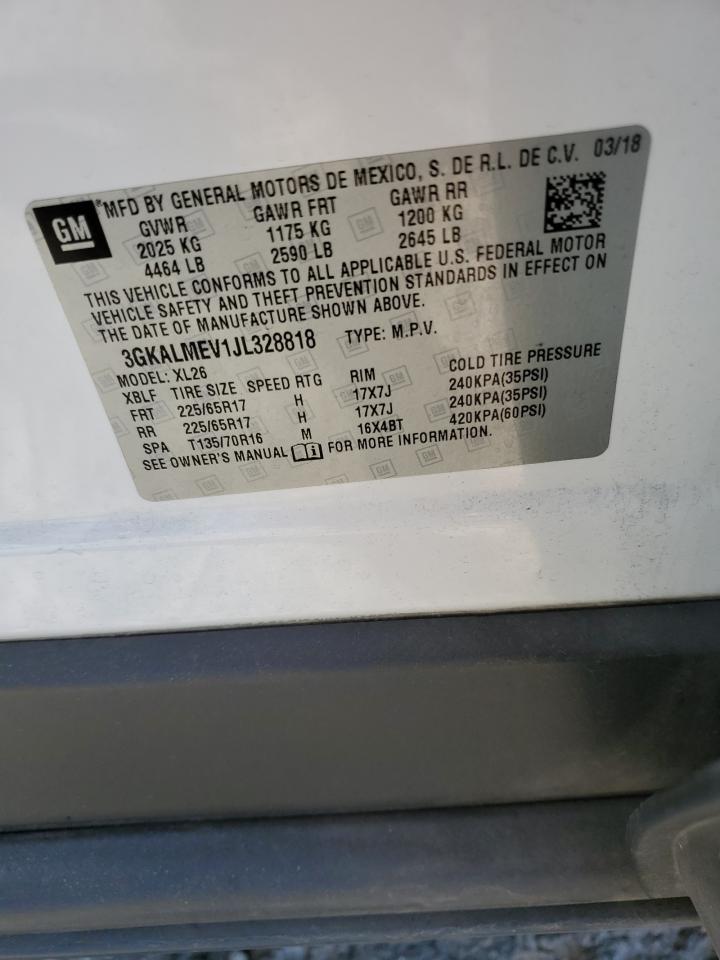 GM *MFD BY GENERAL MOTORS DE MEXICO, S. DE R.L. DE C.V. 03/18
GVWR GAWR FRT GAWR RR
2025 KG 1175 KG 1200 KG
4464 LB 2590 LB 2645 LB
THIS VEHICLE CONFORMS TO ALL APPLICABLE U.S. FEDERAL MOTOR
VEHICLE SAFETY AND THEFT PREVENTION STANDARDS IN EFFECT ON
THE DATE OF MANUFACTURE SHOWN ABOVE.
3GKALMEV1JL328818 TYPE: M.P.V.
MODEL: XL26
XBLF TIRE SIZE SPEED RTG RIM COLD TIRE PRESSURE
FRT 225/65R17 H 17X7J 240KPA(35PSI)
RR 225/65R17 H 17X7J 240KPA(35PSI)
SPA T135/70R16 M 16X4BT 420KPA(60PSI)
SEE OWNER'S MANUAL i FOR MORE INFORMATION.